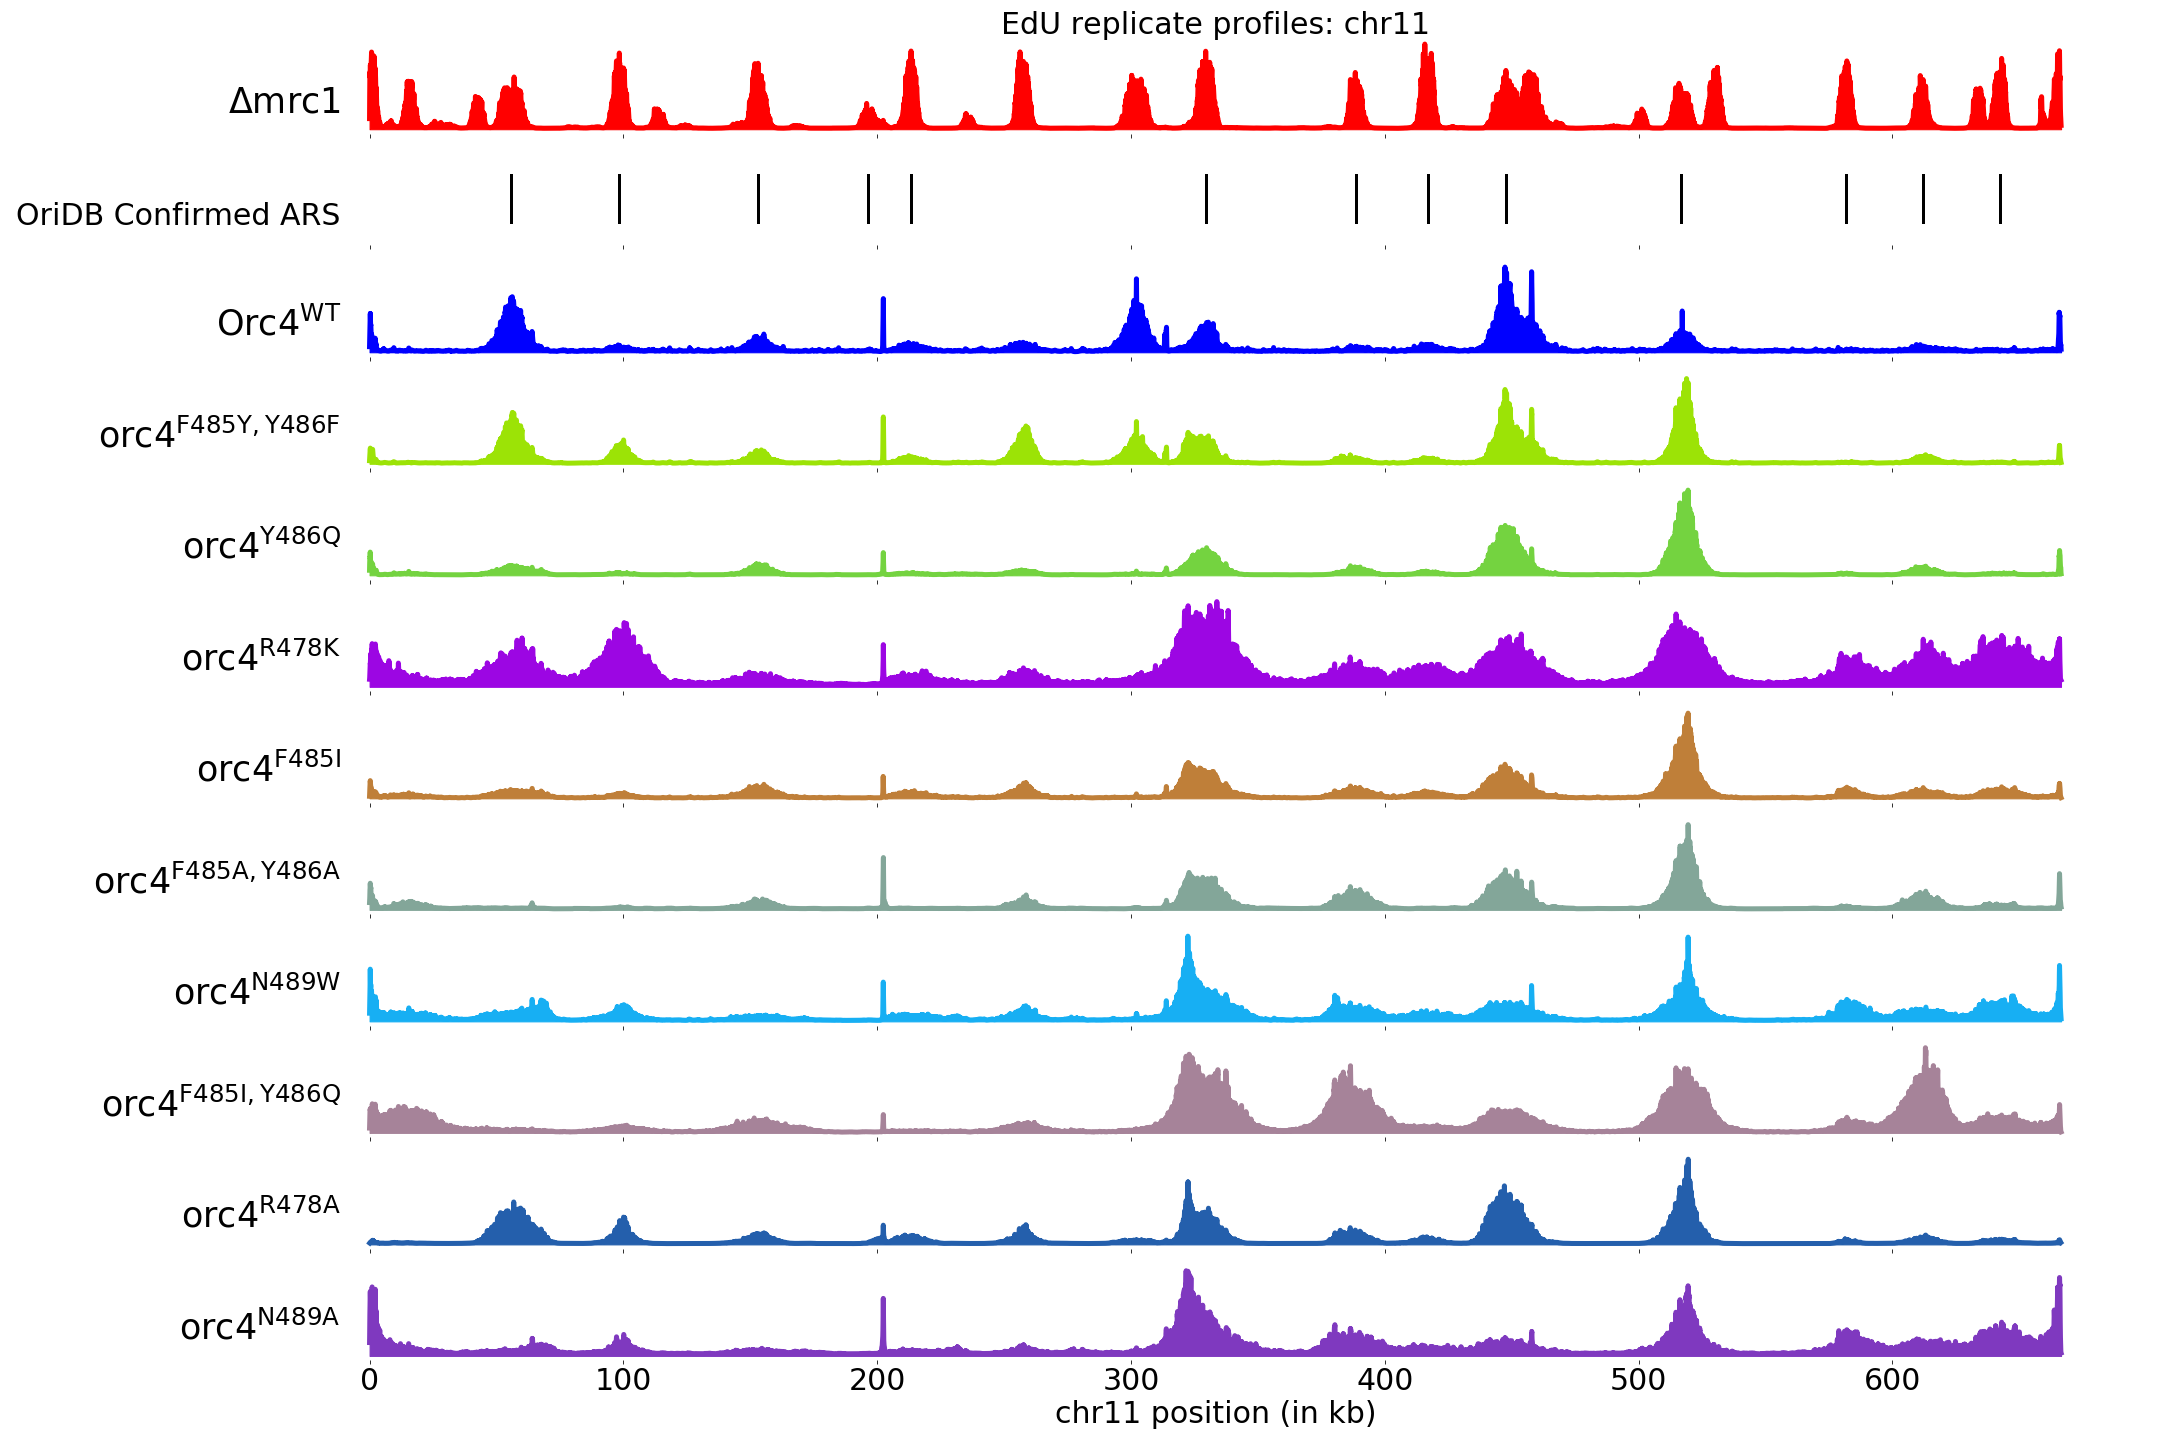 EdU replicate profiles: chr11
Δmrc1
OriDB Confirmed ARS
Orc4WT
orc4F485Y, Y486F
orc4Y486Q
orc4R478K
orc4F485I
orc4F485A, Y486A
orc4N489W
orc4F485I, Y486Q
orc4R478A
orc4N489A
0 100 200 300 400 500 600
chr11 position (in kb)